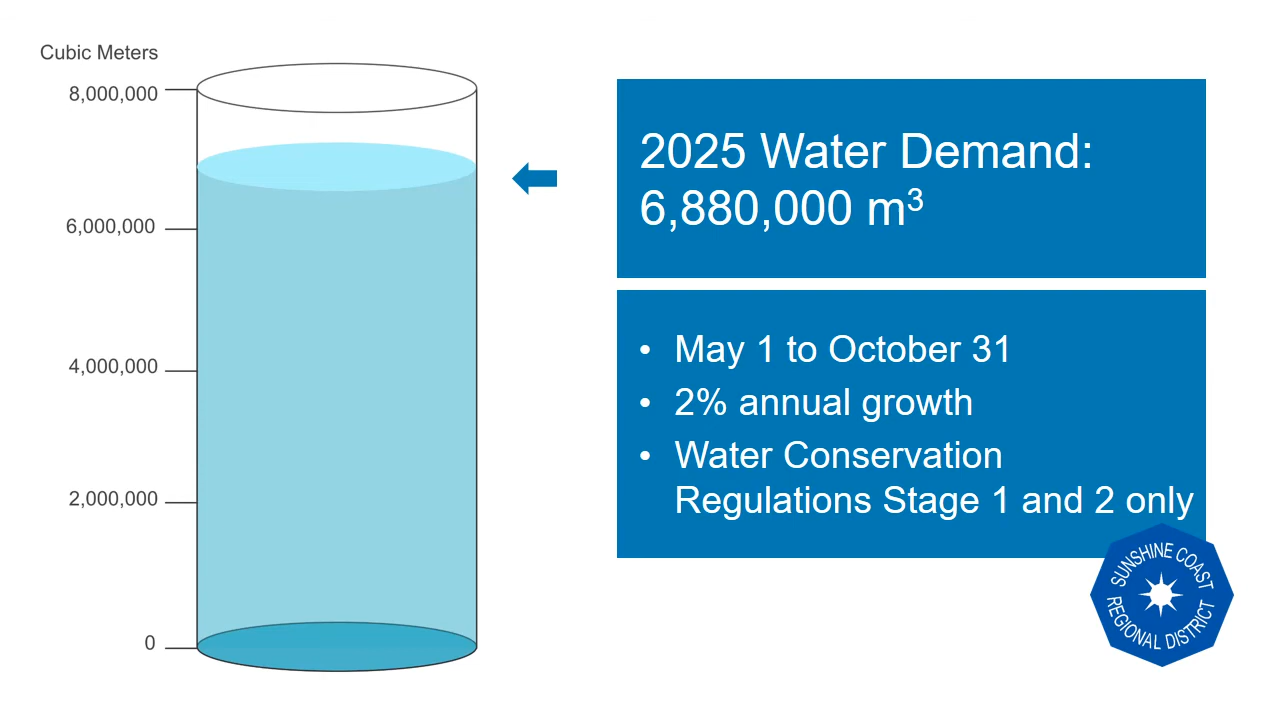 Cubic Meters
8,000,000
6,000,000
4,000,000
2,000,000
0
2025 Water Demand:
6,880,000 m³
• May 1 to October 31
• 2% annual growth
• Water Conservation
Regulations Stage 1 and 2 only
SUNSHINE COAST
REGIONAL DISTRICT